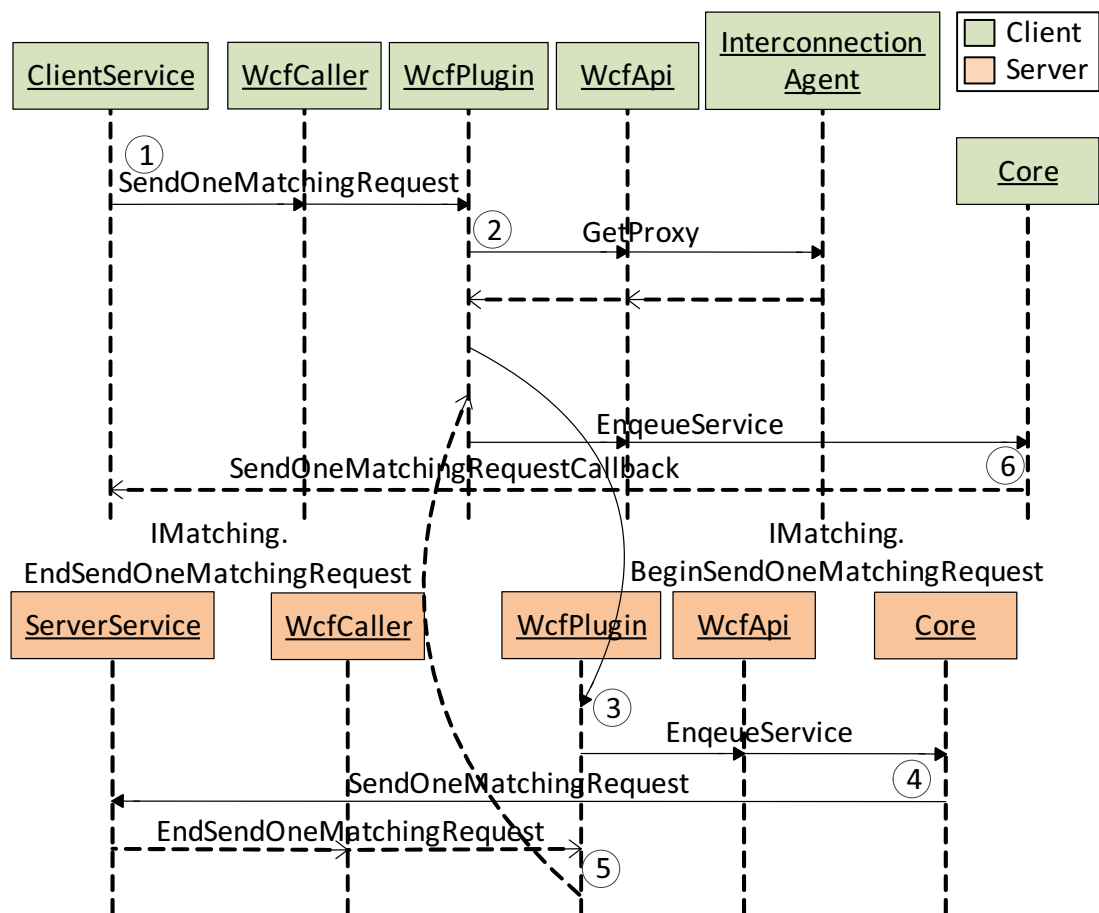 ClientService
WcfCaller
WcfPlugin
WcfApi
Interconnection
Agent
Client
Server
Core
1
SendOneMatchingRequest
2
GetProxy
EnqeueService
SendOneMatchingRequestCallback
6
IMatching.
EndSendOneMatchingRequest
IMatching.
BeginSendOneMatchingRequest
ServerService
WcfCaller
WcfPlugin
WcfApi
Core
3
EnqeueService
4
SendOneMatchingRequest
EndSendOneMatchingRequest
5